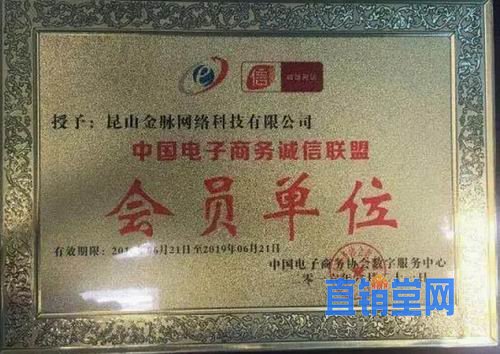 信
授予：昆山金脉网络科技有限公司
中国电子商务诚信联盟
会员单位
有效期限：06月21日至2019年06月21日
中国电子商务协会数字服务中心
直销堂网